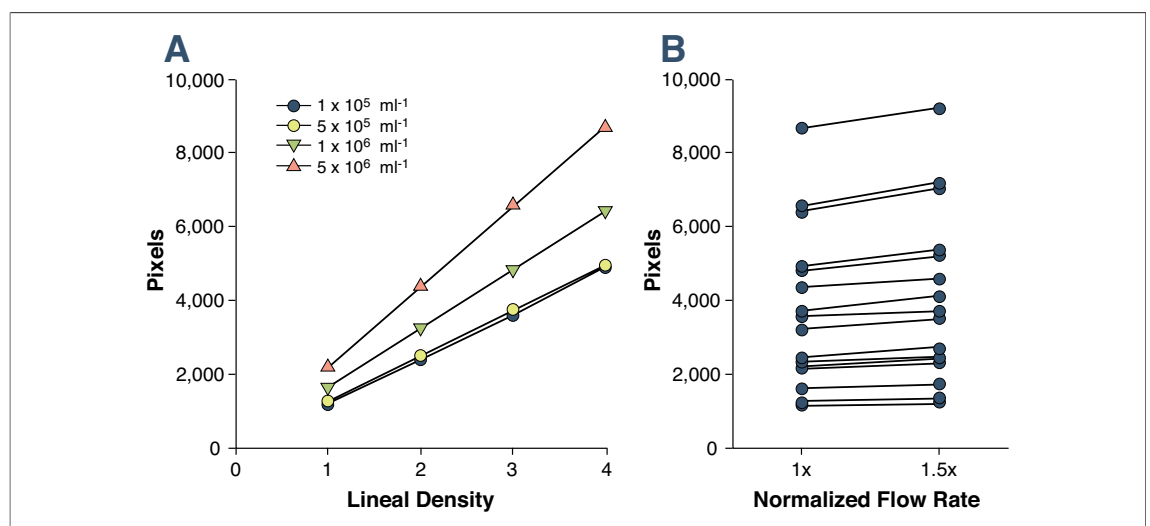 A
10,000
8,000
6,000
4,000
2,000
0
Pixels
1 x 10⁵ ml⁻¹
5 x 10⁵ ml⁻¹
1 x 10⁶ ml⁻¹
5 x 10⁶ ml⁻¹
0 1 2 3 4
Lineal Density
B
10,000
8,000
6,000
4,000
2,000
0
Pixels
1x 1.5x
Normalized Flow Rate